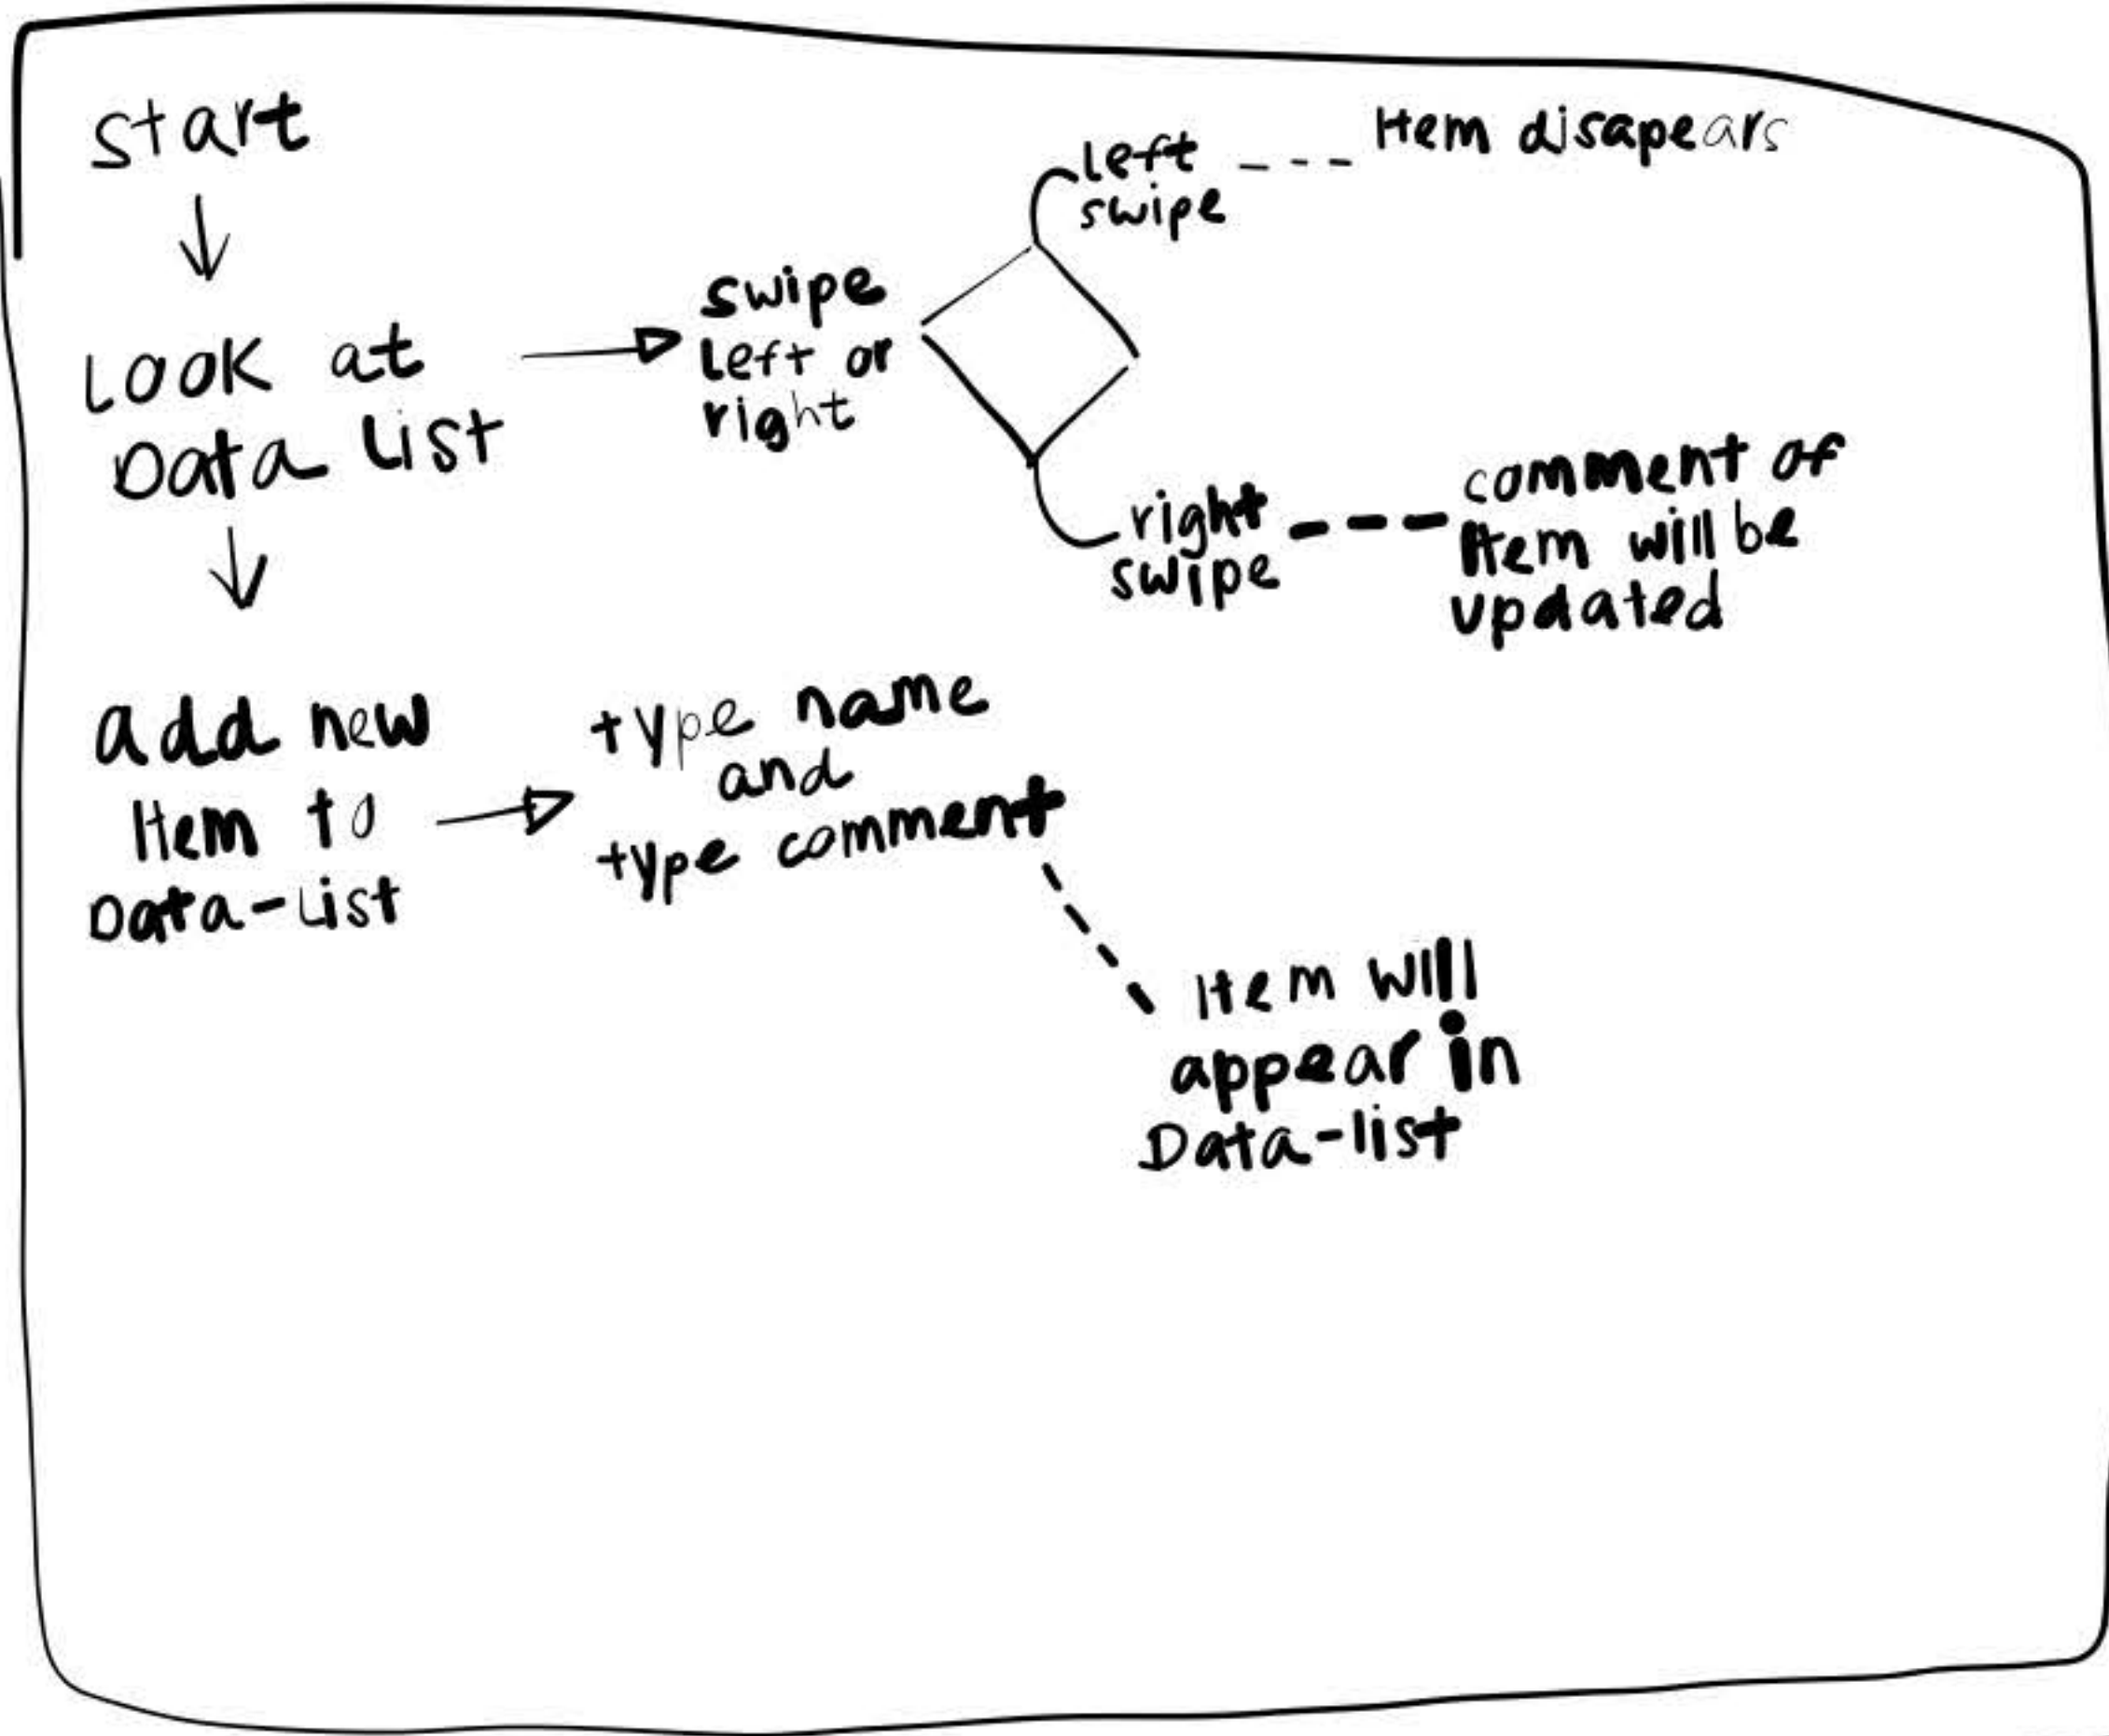 start
Look at
Data List
swipe
left or
right
left
swipe
Item disapears
right
swipe
comment of
Item will be
updated
add new
Item to
Data-List
type name
and
type comment
Item will
appear in
Data-list